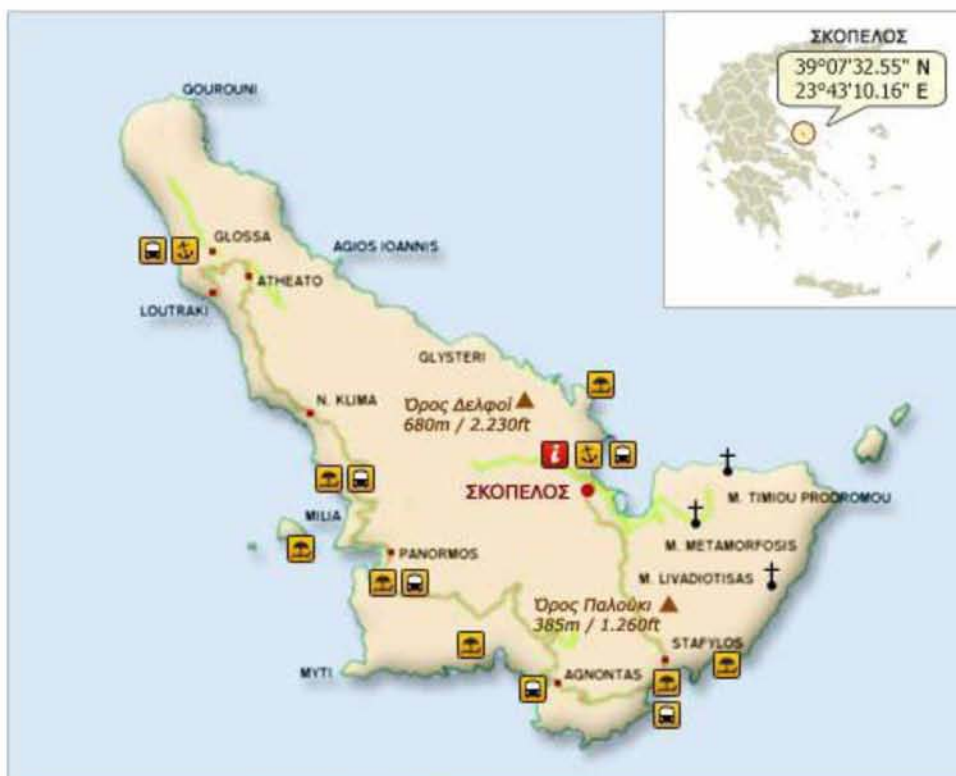 ΣΚΟΠΕΛΟΣ
39°07'32.55" N
23°43'10.16" E
GOUROUNI
GLOSSA
AGIOS IOANNIS
ATHEATO
LOUTRAKI
GLYSTERI
N. KLIMA
Όρος Δελφοί
680m / 2.230ft
i
ΣΚΟΠΕΛΟΣ
M. TIMIOU PRODROMOU
MILIA
M. METAMORFOSIS
PANORMOS
M. LIVADIOTISAS
Όρος Παλούκι
385m / 1.260ft
STAFYLOS
MYTI
AGNONTAS